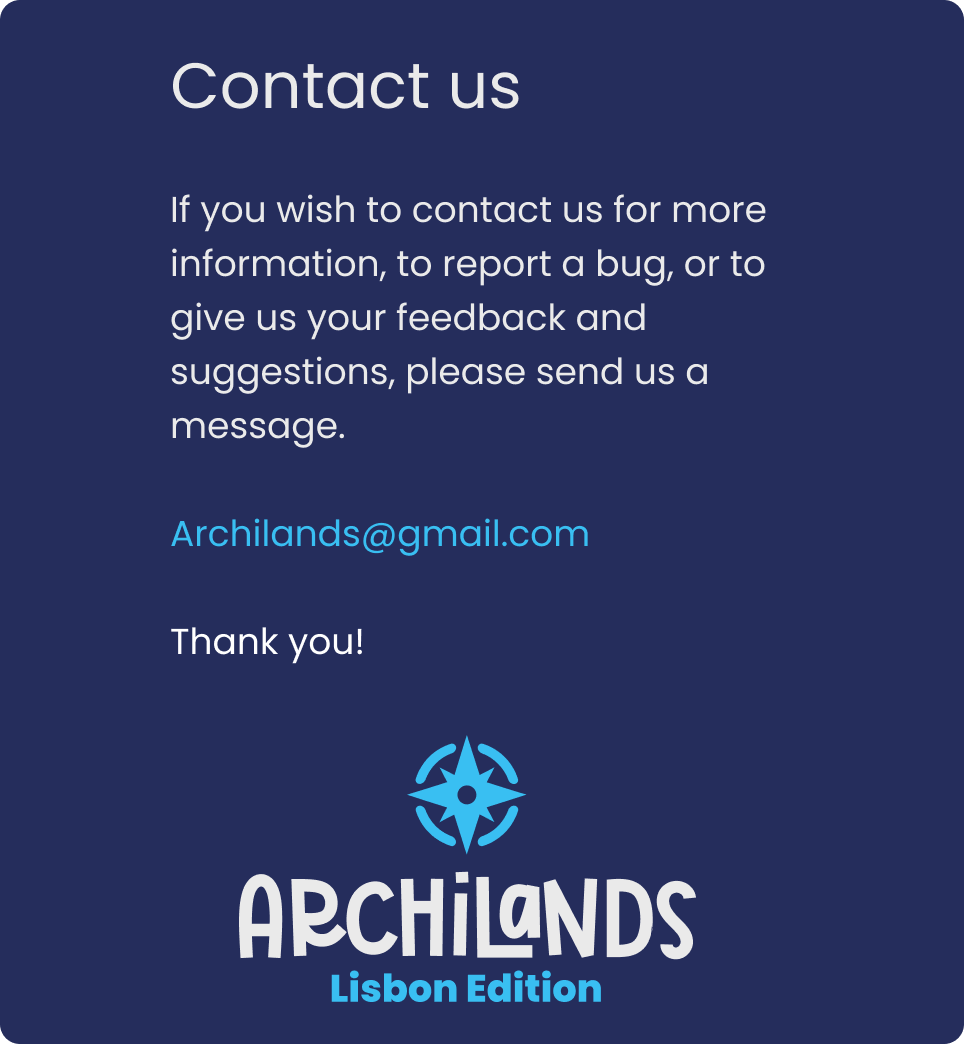 Contact us
If you wish to contact us for more
information, to report a bug, or to
give us your feedback and
suggestions, please send us a
message.
Archilands@gmail.com
Thank you!
ARCHiLaNDS
Lisbon Edition